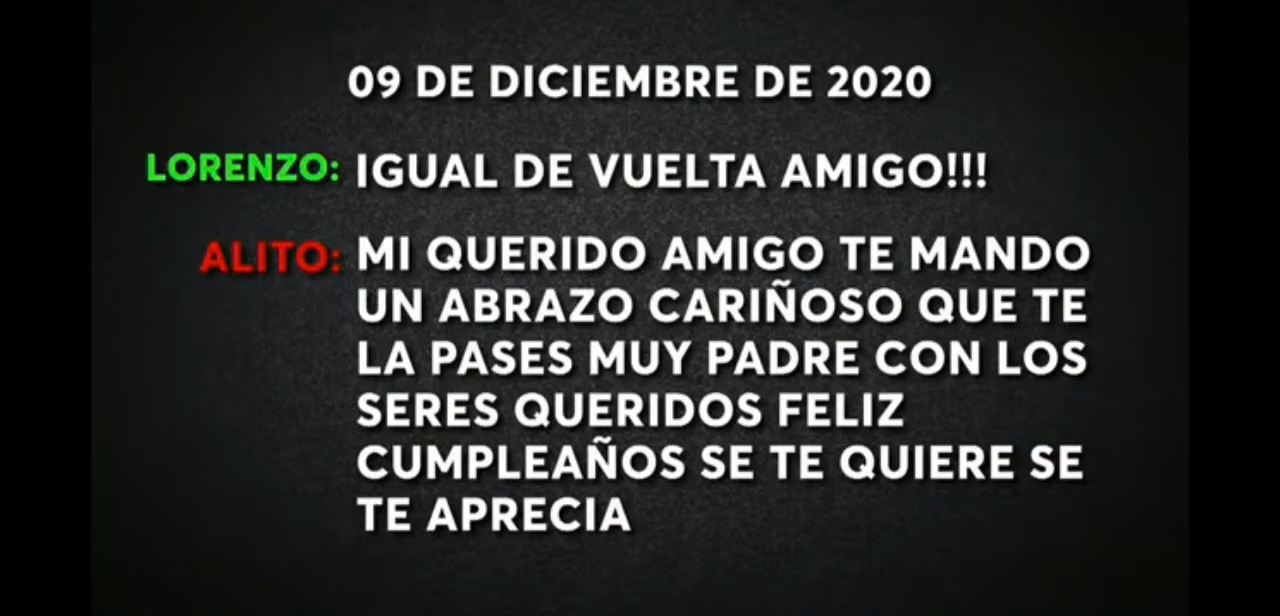 09 DE DICIEMBRE DE 2020
LORENZO: IGUAL DE VUELTA AMIGO!!!
ALITO: MI QUERIDO AMIGO TE MANDO
UN ABRAZO CARIÑOSO QUE TE
LA PASES MUY PADRE CON LOS
SERES QUERIDOS FELIZ
CUMPLEAÑOS SE TE QUIERE SE
TE APRECIA